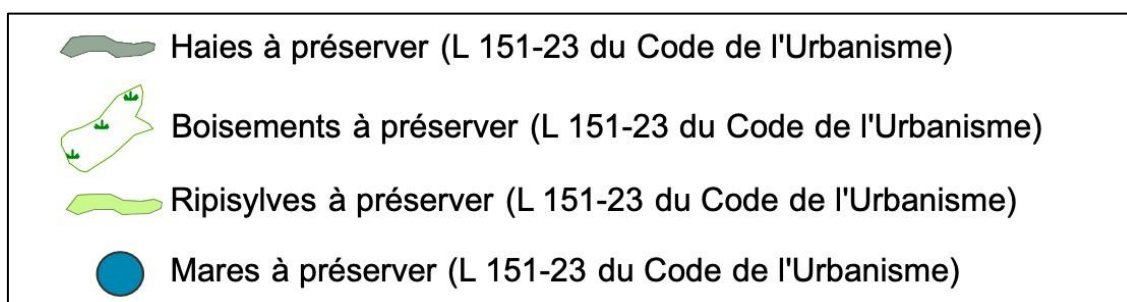 Haies à préserver (L 151-23 du Code de l'Urbanisme)
Boisements à préserver (L 151-23 du Code de l'Urbanisme)
Ripisylves à préserver (L 151-23 du Code de l'Urbanisme)
Mares à préserver (L 151-23 du Code de l'Urbanisme)